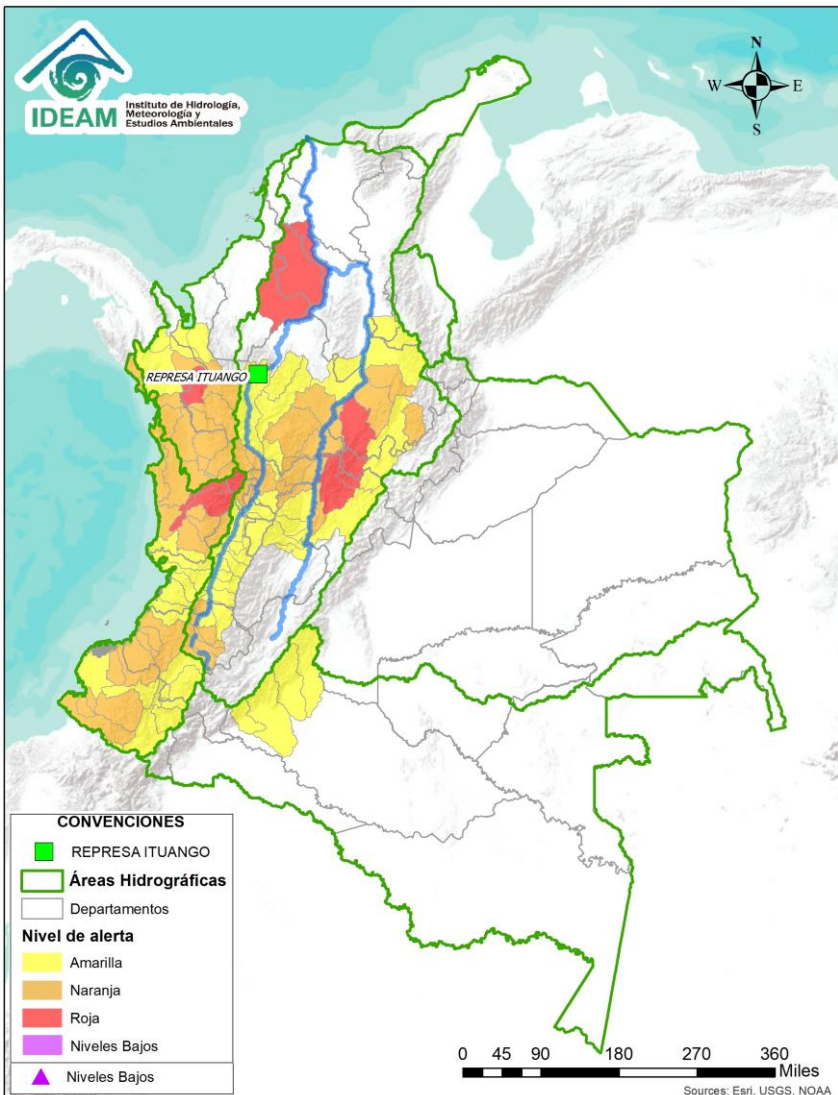 IDEAM
Instituto de Hidrología,
Meteorología y
Estudios Ambientales
N
W E
S
REPRESA ITUANGO
CONVENCIONES
REPRESA ITUANGO
Áreas Hidrográficas
Departamentos
Nivel de alerta
Amarilla
Naranja
Roja
Niveles Bajos
Niveles Bajos
0 45 90 180 270 360
Miles
Sources: Esri, USGS, NOAA